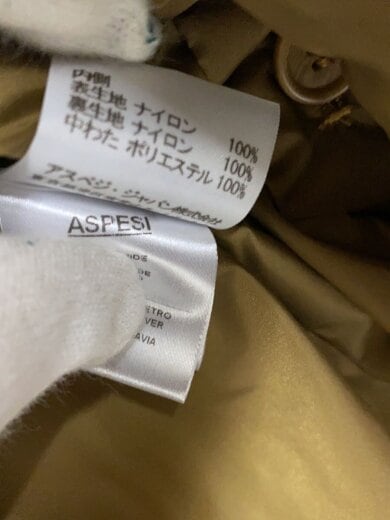 内側
表生地 ナイロン 100%
裏生地 ナイロン 100%
中わた ポリエステル 100%
アスペジ・ジャパン株式会社
ASPESI
IDE
DE
ETRO
VER
AVIA